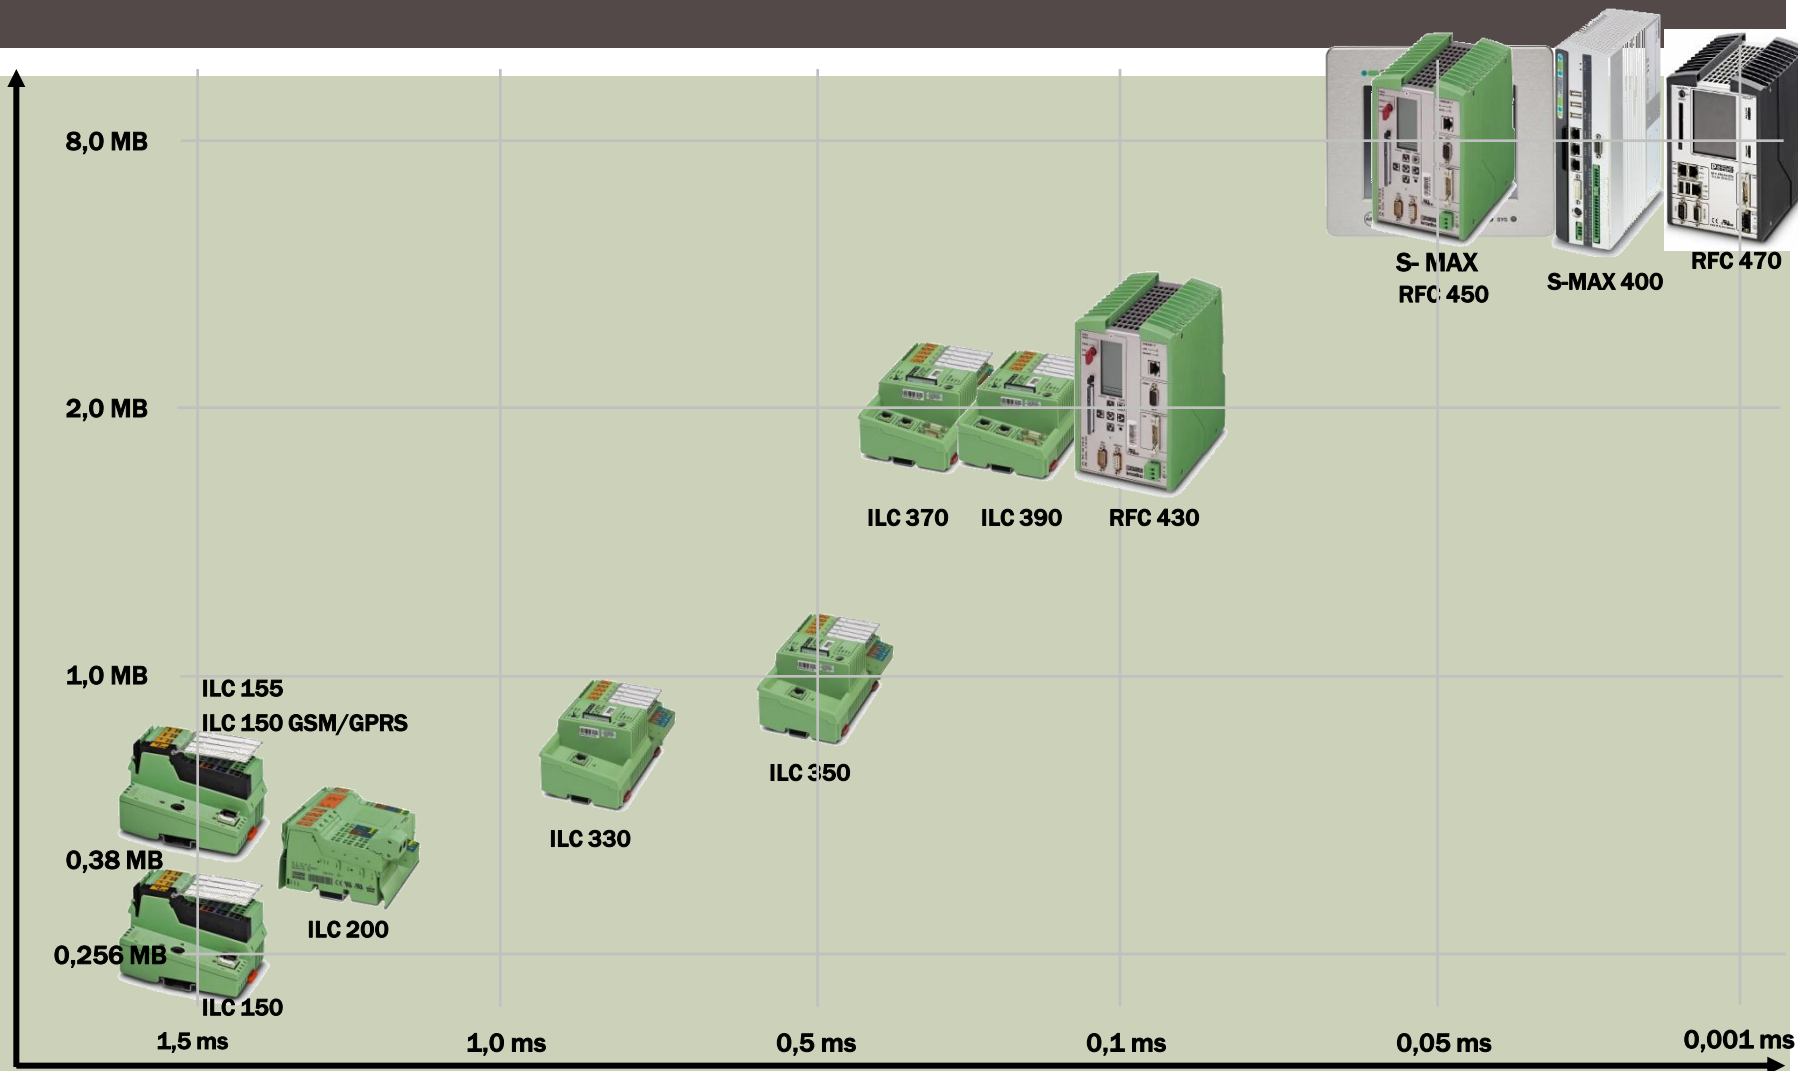 8,0 MB
S- MAX
RFC 450
S-MAX 400
RFC 470
2,0 MB
ILC 370
ILC 390
RFC 430
1,0 MB
ILC 155
ILC 150 GSM/GPRS
ILC 350
ILC 330
0,38 MB
ILC 200
0,256 MB
ILC 150
1,5 ms
1,0 ms
0,5 ms
0,1 ms
0,05 ms
0,001 ms